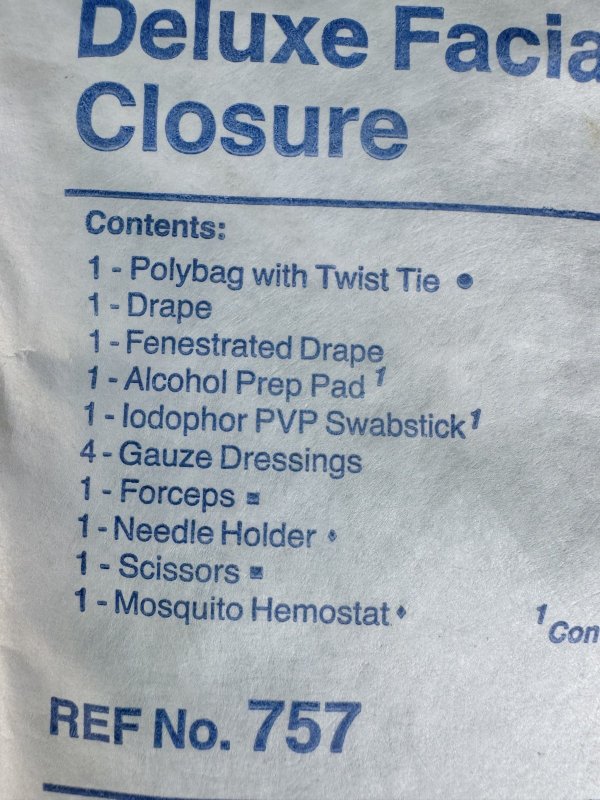 Deluxe Facia
Closure
Contents:
1 - Polybag with Twist Tie ●
1 - Drape
1 - Fenestrated Drape
1 - Alcohol Prep Pad ¹
1 - Iodophor PVP Swabstick ¹
4 - Gauze Dressings
1 - Forceps ■
1 - Needle Holder ♦
1 - Scissors ■
1 - Mosquito Hemostat ♦
¹Con
REF No. 757